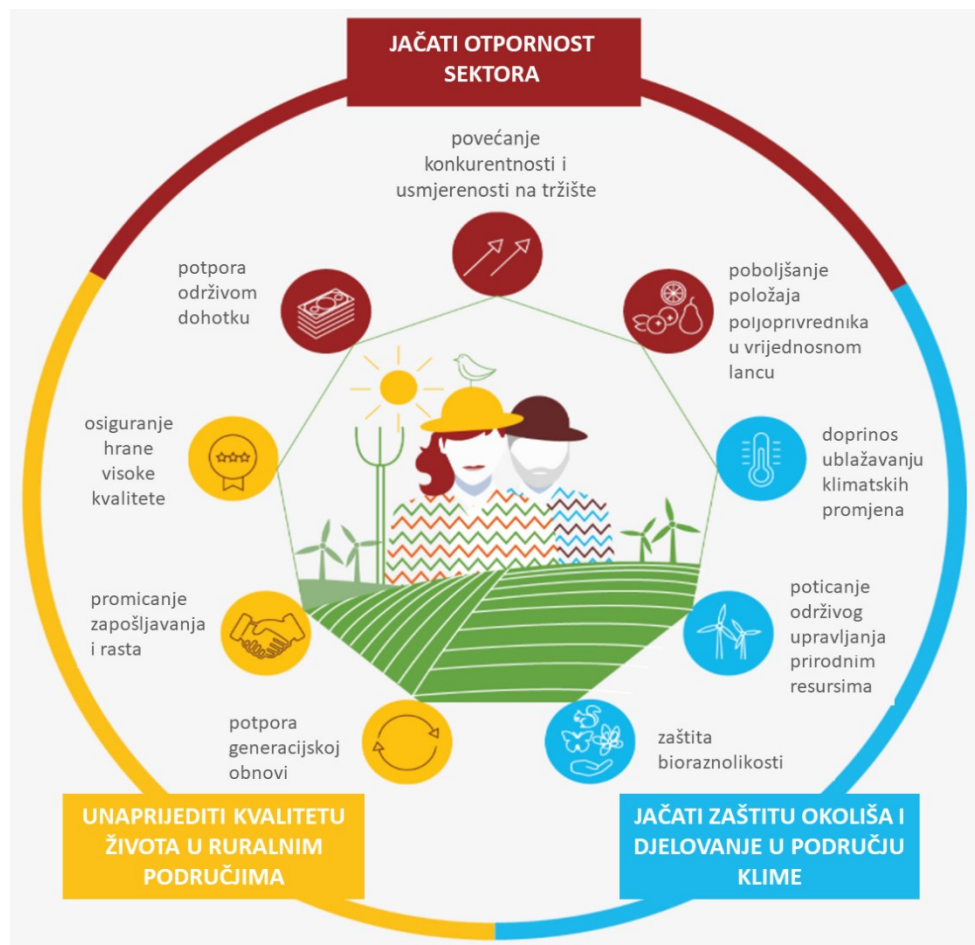 JAČATI OTPORNOST
SEKTORA
povećanje
konkurentnosti i
usmjerenosti na tržište
potpora
održivom
dohotku
poboljšanje
položaja
poljoprivrednika
u vrijednosnom
lancu
osiguranje
hrane
visoke
kvalitete
doprinos
ublažavanju
klimatskih
promjena
promicanje
zapošljavanja
i rasta
poticanje
održivog
upravljanja
prirodnim
resursima
potpora
generacijskoj
obnovi
zaštita
bioraznolikosti
UNAPRIJEDITI KVALITETU
ŽIVOTA U RURALNIM
PODRUČJIMA
JAČATI ZAŠTITU OKOLIŠA I
DJELOVANJE U PODRUČJU
KLIME